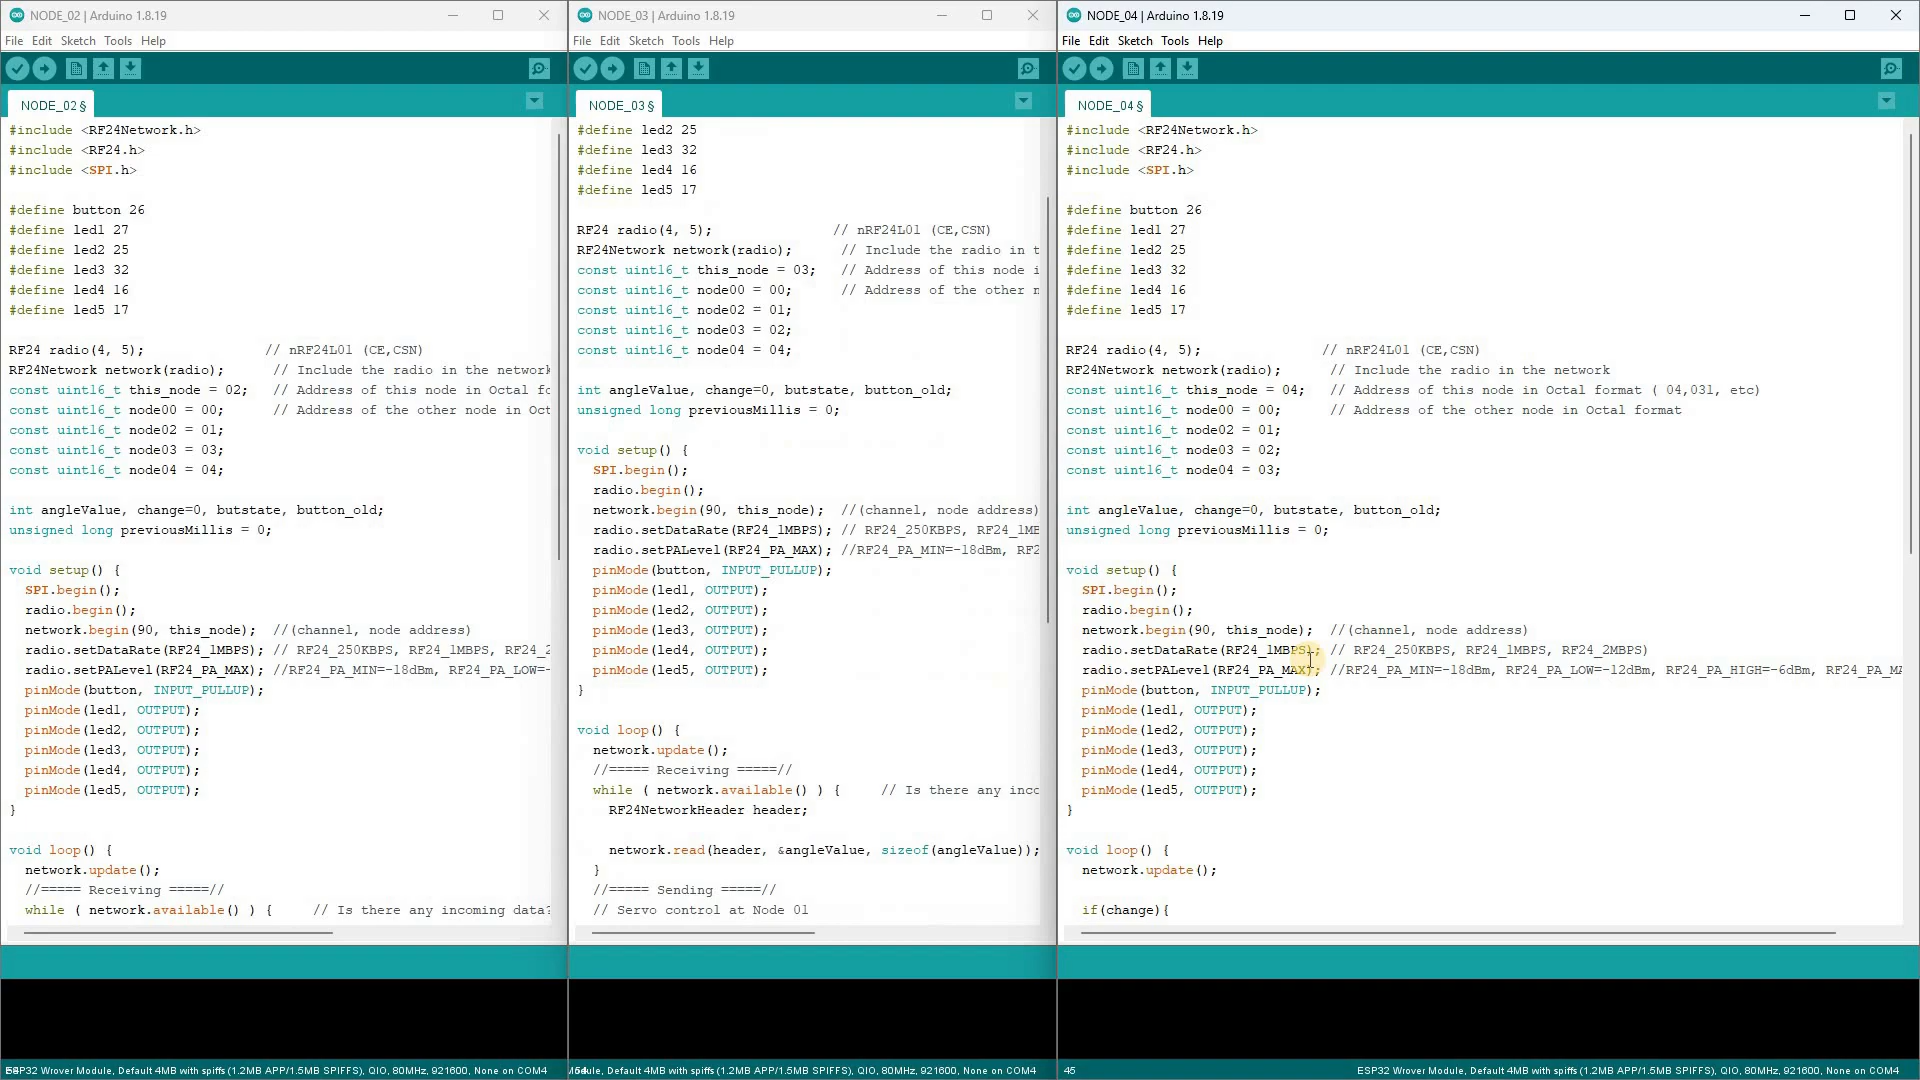 NODE_02 | Arduino 1.8.19
File Edit Sketch Tools Help
NODE_02 §
#include <RF24Network.h>
#include <RF24.h>
#include <SPI.h>
#define button 26
#define led1 27
#define led2 25
#define led3 32
#define led4 16
#define led5 17
RF24 radio(4, 5); // nRF24L01 (CE,CSN)
RF24Network network(radio); // Include the radio in the network
const uint16_t this_node = 02; // Address of this node in Octal fo
const uint16_t node00 = 00; // Address of the other node in Oct
const uint16_t node02 = 01;
const uint16_t node03 = 03;
const uint16_t node04 = 04;
int angleValue, change=0, butstate, button_old;
unsigned long previousMillis = 0;
void setup() {
SPI.begin();
radio.begin();
network.begin(90, this_node); //(channel, node address)
radio.setDataRate(RF24_1MBPS); // RF24_250KBPS, RF24_1MBPS, RF24_2
radio.setPALevel(RF24_PA_MAX); //RF24_PA_MIN=-18dBm, RF24_PA_LOW=-
pinMode(button, INPUT_PULLUP);
pinMode(led1, OUTPUT);
pinMode(led2, OUTPUT);
pinMode(led3, OUTPUT);
pinMode(led4, OUTPUT);
pinMode(led5, OUTPUT);
}
void loop() {
network.update();
//===== Receiving =====//
while ( network.available() ) { // Is there any incoming data?
ESP32 Wrover Module, Default 4MB with spiffs (1.2MB APP/1.5MB SPIFFS), QIO, 80MHz, 921600, None on COM4
NODE_03 | Arduino 1.8.19
File Edit Sketch Tools Help
NODE_03 §
#define led2 25
#define led3 32
#define led4 16
#define led5 17
RF24 radio(4, 5); // nRF24L01 (CE,CSN)
RF24Network network(radio); // Include the radio in t
const uint16_t this_node = 03; // Address of this node i
const uint16_t node00 = 00; // Address of the other n
const uint16_t node02 = 01;
const uint16_t node03 = 02;
const uint16_t node04 = 04;
int angleValue, change=0, butstate, button_old;
unsigned long previousMillis = 0;
void setup() {
SPI.begin();
radio.begin();
network.begin(90, this_node); //(channel, node address)
radio.setDataRate(RF24_1MBPS); // RF24_250KBPS, RF24_1MB
radio.setPALevel(RF24_PA_MAX); //RF24_PA_MIN=-18dBm, RF2
pinMode(button, INPUT_PULLUP);
pinMode(led1, OUTPUT);
pinMode(led2, OUTPUT);
pinMode(led3, OUTPUT);
pinMode(led4, OUTPUT);
pinMode(led5, OUTPUT);
}
void loop() {
network.update();
//===== Receiving =====//
while ( network.available() ) { // Is there any inco
RF24NetworkHeader header;
network.read(header, &angleValue, sizeof(angleValue));
}
//===== Sending =====//
// Servo control at Node 01
Default 4MB with spiffs (1.2MB APP/1.5MB SPIFFS), QIO, 80MHz, 921600, None on COM4
NODE_04 | Arduino 1.8.19
File Edit Sketch Tools Help
NODE_04 §
#include <RF24Network.h>
#include <RF24.h>
#include <SPI.h>
#define button 26
#define led1 27
#define led2 25
#define led3 32
#define led4 16
#define led5 17
RF24 radio(4, 5); // nRF24L01 (CE,CSN)
RF24Network network(radio); // Include the radio in the network
const uint16_t this_node = 04; // Address of this node in Octal format ( 04,031, etc)
const uint16_t node00 = 00; // Address of the other node in Octal format
const uint16_t node02 = 01;
const uint16_t node03 = 02;
const uint16_t node04 = 03;
int angleValue, change=0, butstate, button_old;
unsigned long previousMillis = 0;
void setup() {
SPI.begin();
radio.begin();
network.begin(90, this_node); //(channel, node address)
radio.setDataRate(RF24_1MBPS); // RF24_250KBPS, RF24_1MBPS, RF24_2MBPS)
radio.setPALevel(RF24_PA_MAX); //RF24_PA_MIN=-18dBm, RF24_PA_LOW=-12dBm, RF24_PA_HIGH=-6dBm, RF24_PA_MA
pinMode(button, INPUT_PULLUP);
pinMode(led1, OUTPUT);
pinMode(led2, OUTPUT);
pinMode(led3, OUTPUT);
pinMode(led4, OUTPUT);
pinMode(led5, OUTPUT);
}
void loop() {
network.update();
if(change){
45 ESP32 Wrover Module, Default 4MB with spiffs (1.2MB APP/1.5MB SPIFFS), QIO, 80MHz, 921600, None on COM4